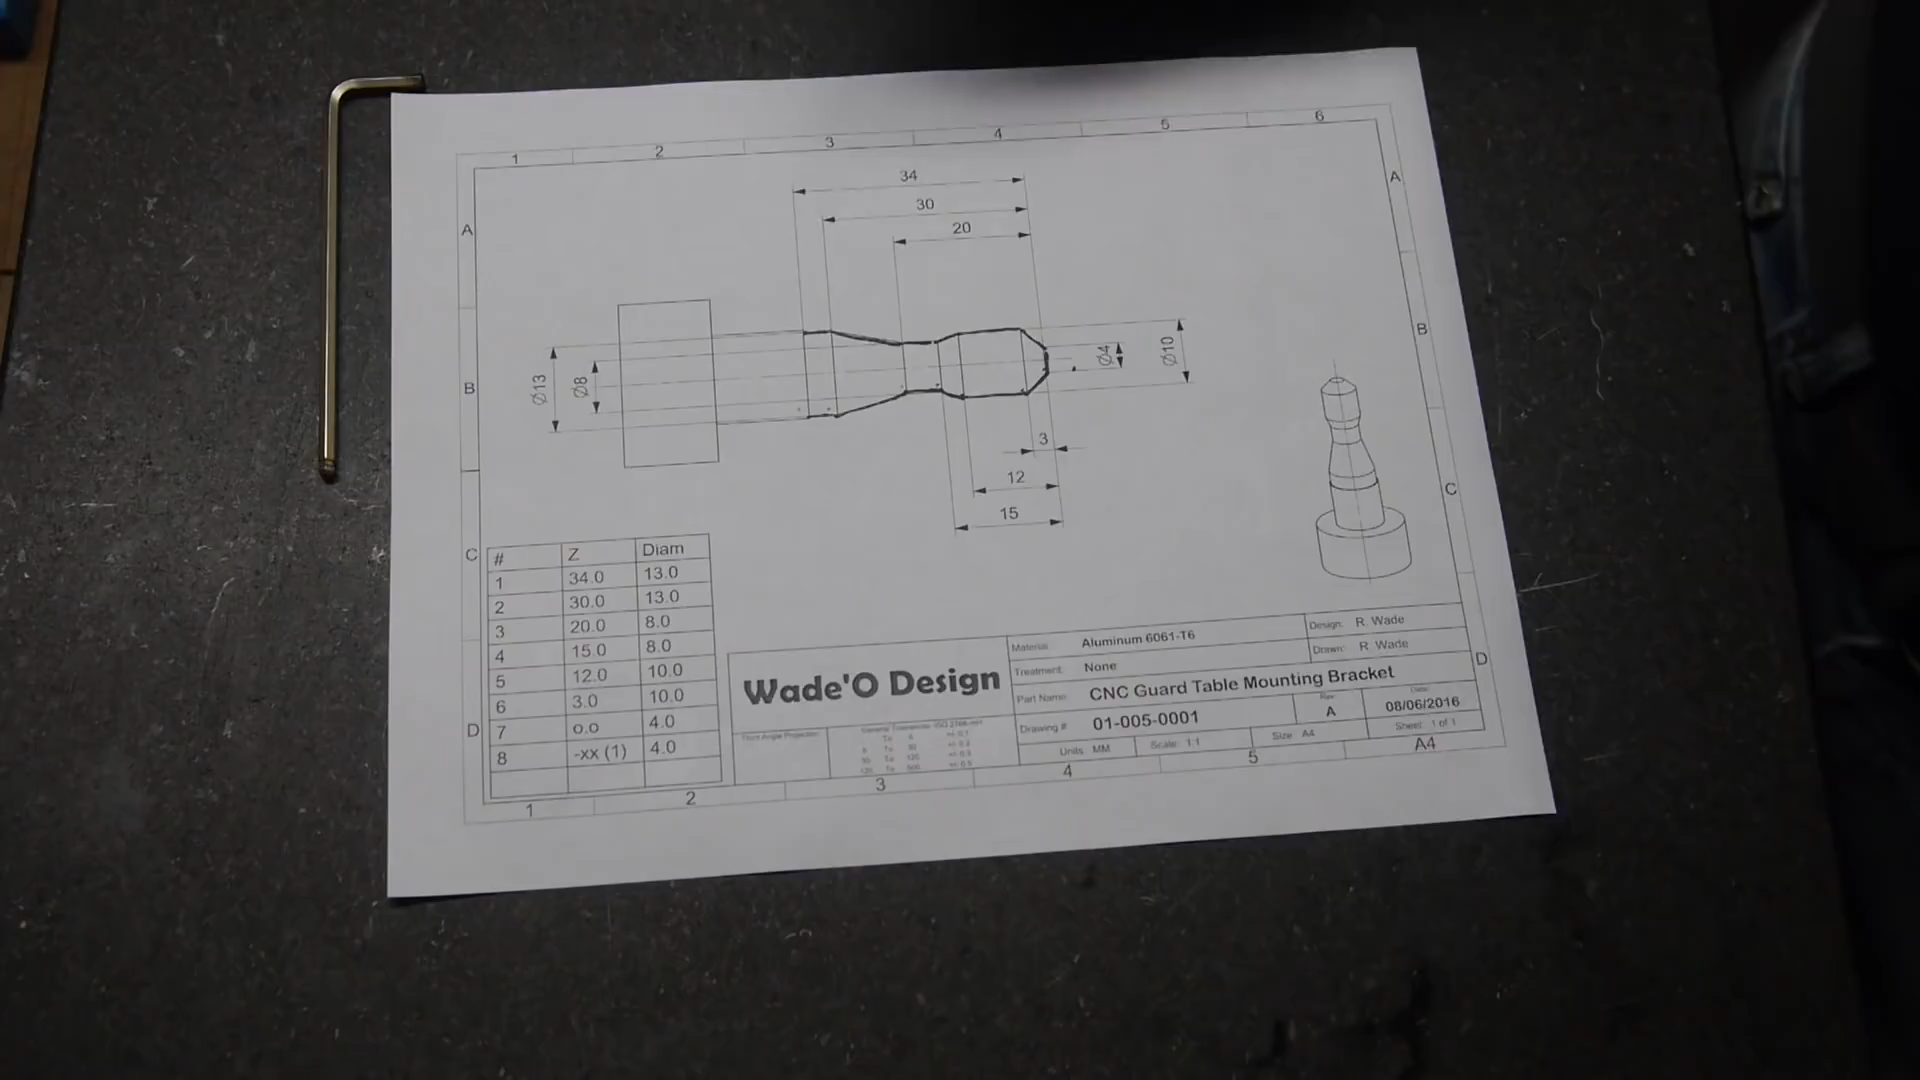 1 2 3 4 5 6
A A
34
30
20
B B
Ø13 Ø8 Ø4 Ø10
3
12
15
C C
# Z Diam
1 34.0 13.0
2 30.0 13.0
3 20.0 8.0
4 15.0 8.0
5 12.0 10.0
6 3.0 10.0
7 o.o 4.0
8 -xx (1) 4.0
D D
Wade'O Design
Material: Aluminum 6061-T6
Treatment: None
Part Name: CNC Guard Table Mounting Bracket
Drawing # 01-005-0001
Design: R. Wade
Drawn: R Wade
Rev A
Date: 08/06/2016
Units MM Scale: 1:1 Size A4 Sheet: 1 of 1
Third Angle Projection
1 2 3 4 5 A4